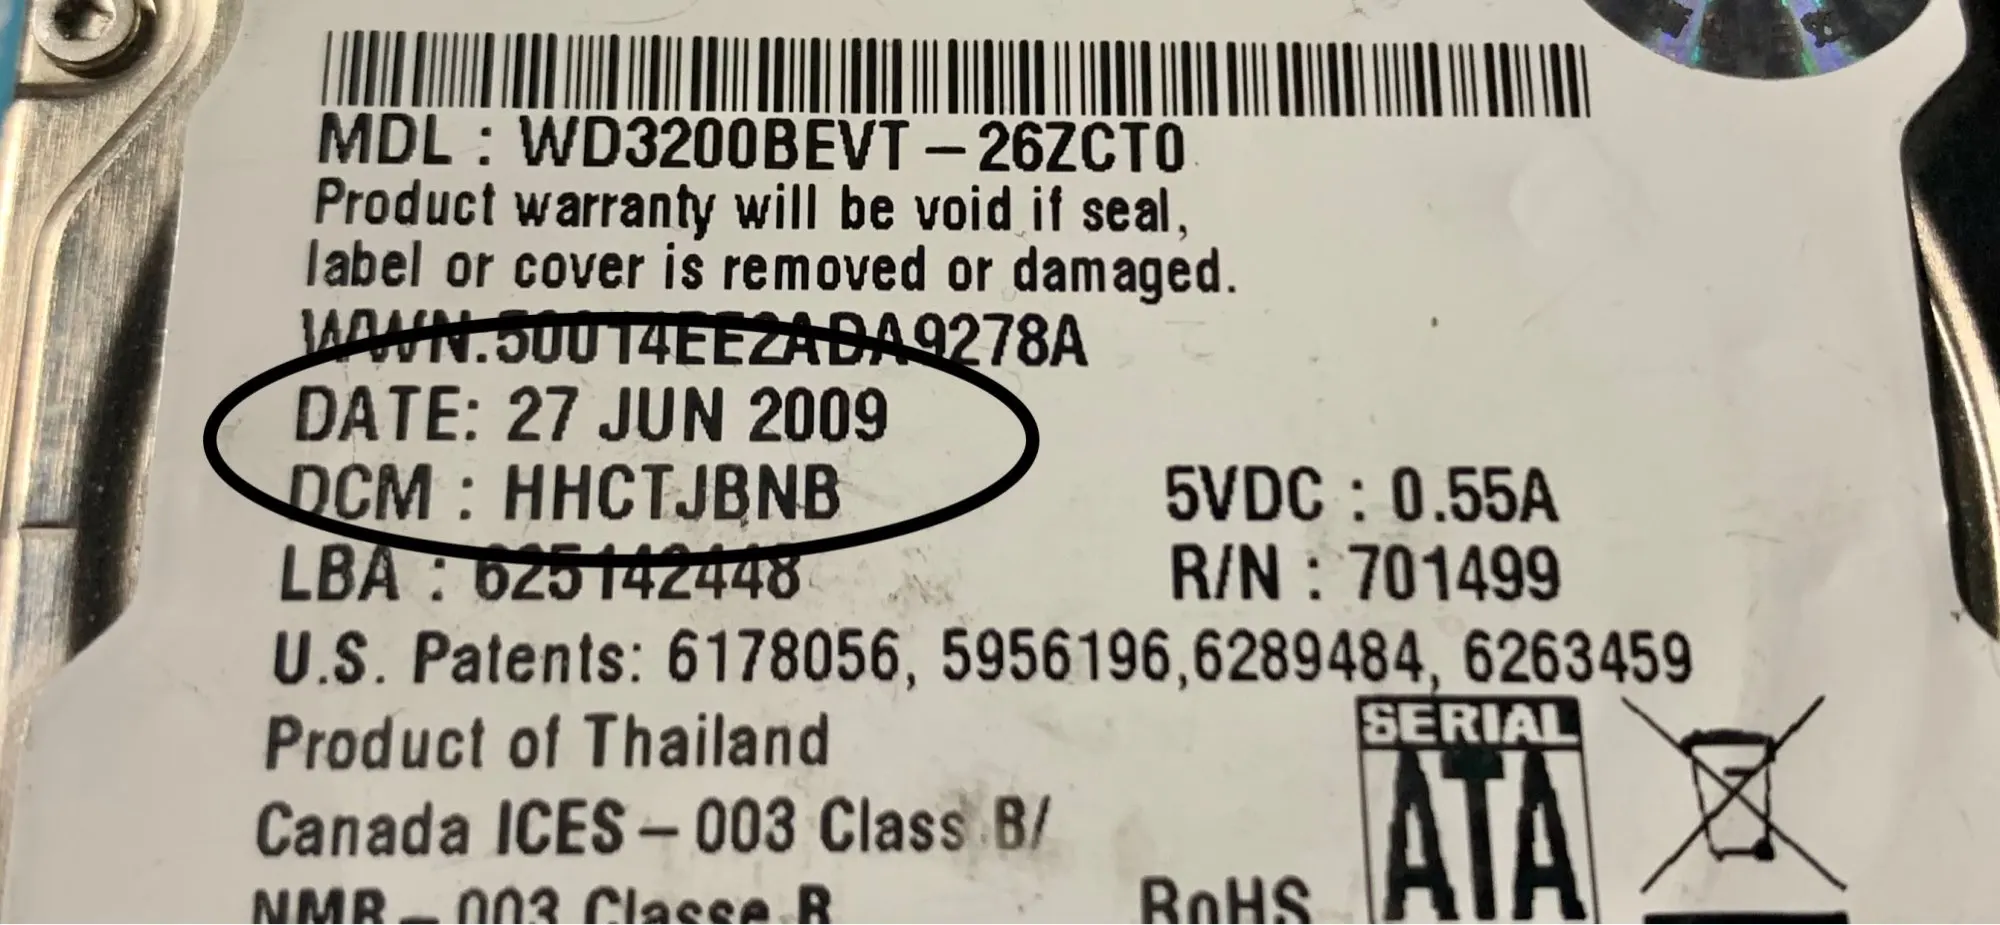 MDL : WD3200BEVT – 26ZCT0
Product warranty will be void if seal,
label or cover is removed or damaged.
WWN:50014EE2ADA9278A
DATE: 27 JUN 2009
DCM : HHCTJBNB
5VDC : 0.55A
LBA : 625142448
R/N : 701499
U.S. Patents: 6178056, 5956196,6289484, 6263459
Product of Thailand
Canada ICES – 003 Class B/
NMB – 003 Classe B
RoHS
SERIAL
ATA